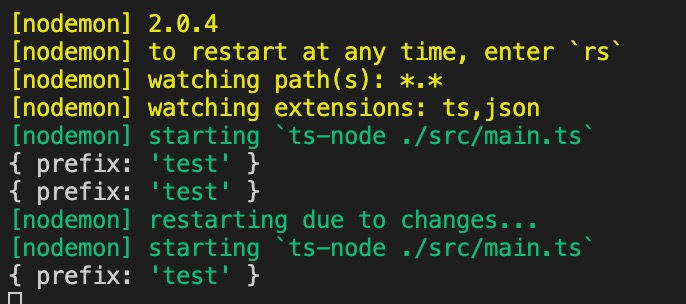 [nodemon] 2.0.4
[nodemon] to restart at any time, enter `rs`
[nodemon] watching path(s): *.*
[nodemon] watching extensions: ts,json
[nodemon] starting `ts-node ./src/main.ts`
{ prefix: 'test' }
{ prefix: 'test' }
[nodemon] restarting due to changes...
[nodemon] starting `ts-node ./src/main.ts`
{ prefix: 'test' }